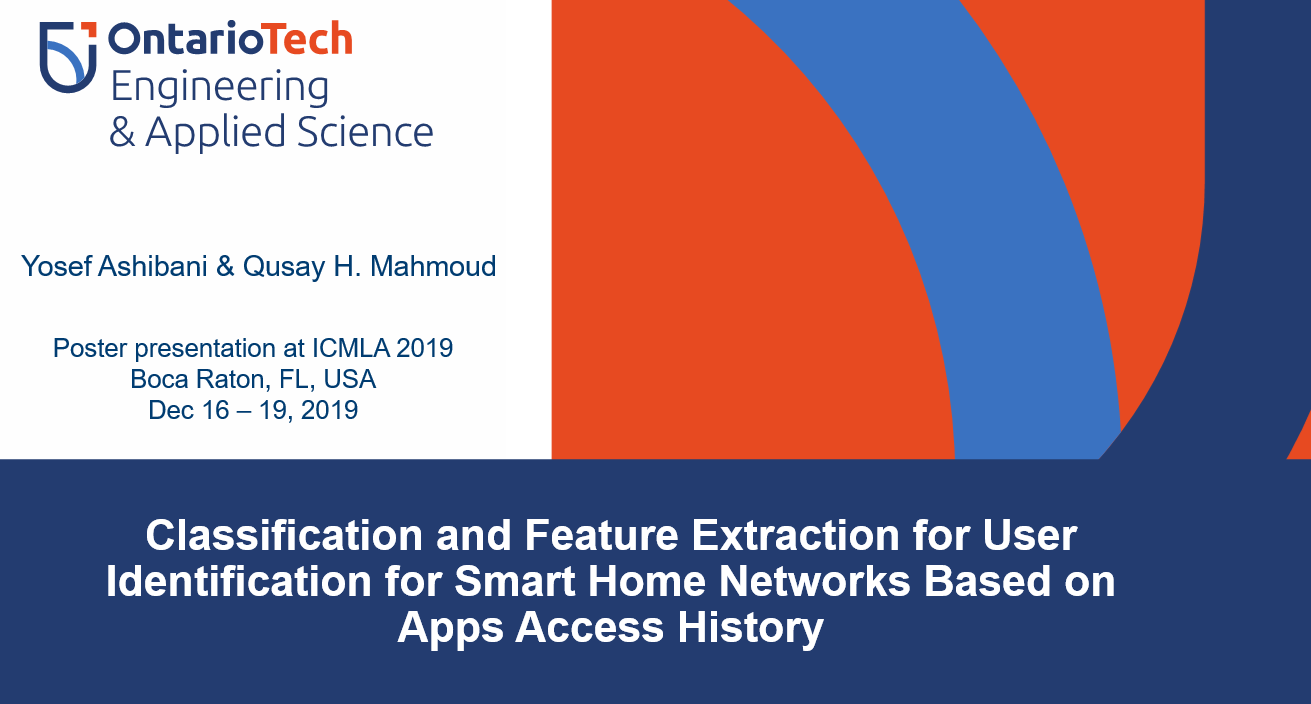 OntarioTech
Engineering
& Applied Science
Yosef Ashibani & Qusay H. Mahmoud
Poster presentation at ICMLA 2019
Boca Raton, FL, USA
Dec 16 – 19, 2019
Classification and Feature Extraction for User
Identification for Smart Home Networks Based on
Apps Access History